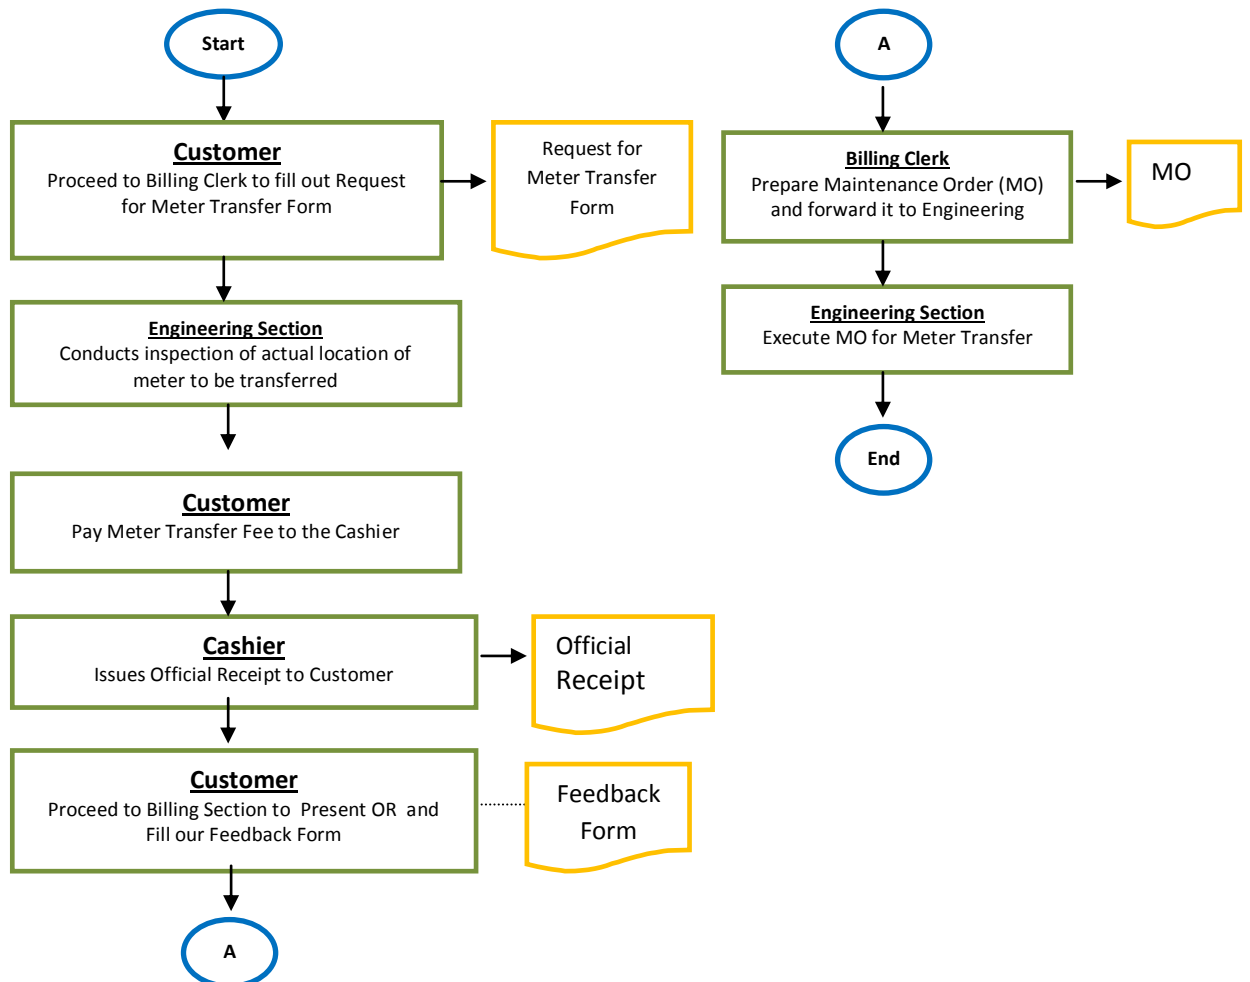 Start
Customer
Proceed to Billing Clerk to fill out Request
for Meter Transfer Form
Request for
Meter Transfer
Form
Engineering Section
Conducts inspection of actual location of
meter to be transferred
Customer
Pay Meter Transfer Fee to the Cashier
Cashier
Issues Official Receipt to Customer
Official
Receipt
Customer
Proceed to Billing Section to Present OR and
Fill our Feedback Form
Feedback
Form
A
A
Billing Clerk
Prepare Maintenance Order (MO)
and forward it to Engineering
MO
Engineering Section
Execute MO for Meter Transfer
End